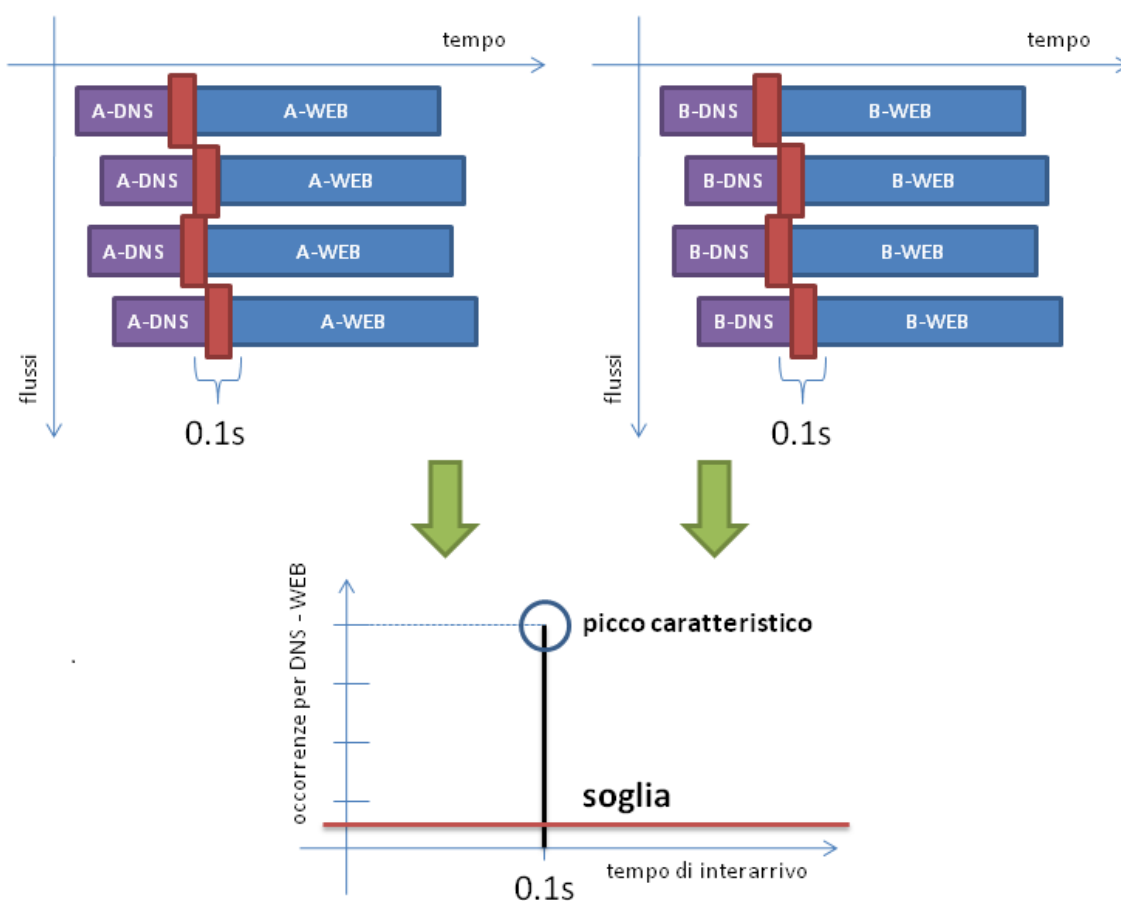 tempo
A-DNS A-WEB
A-DNS A-WEB
A-DNS A-WEB
A-DNS A-WEB
flussi
0.1s
tempo
B-DNS B-WEB
B-DNS B-WEB
B-DNS B-WEB
B-DNS B-WEB
flussi
0.1s
occorrenze per DNS - WEB
picco caratteristico
soglia
tempo di interarrivo
0.1s